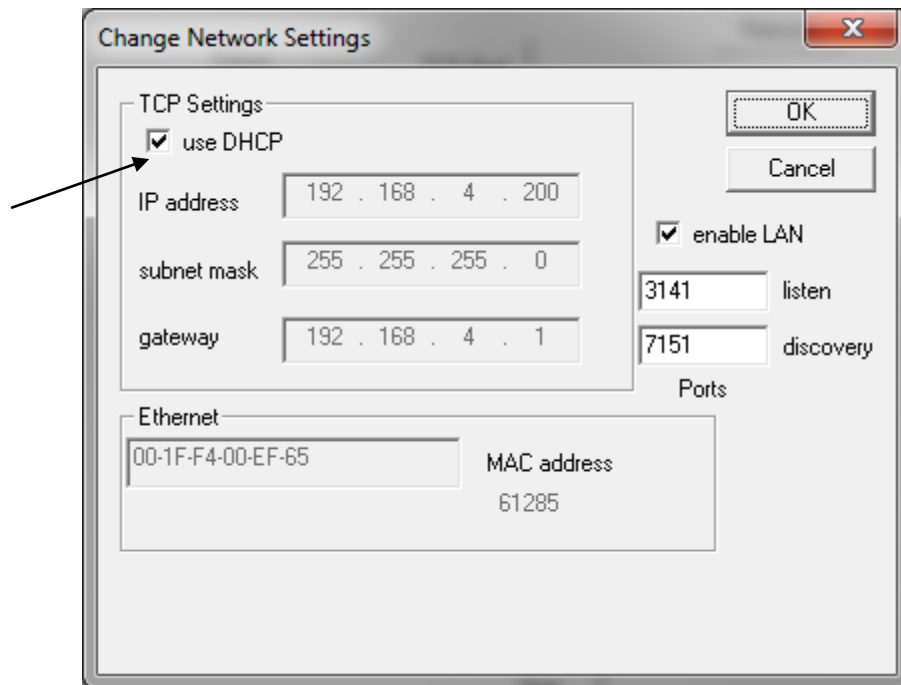 Change Network Settings
TCP Settings
use DHCP
IP address 192 . 168 . 4 . 200
subnet mask 255 . 255 . 255 . 0
gateway 192 . 168 . 4 . 1
OK
Cancel
enable LAN
3141 listen
7151 discovery
Ports
Ethernet
00-1F-F4-00-EF-65 MAC address
61285